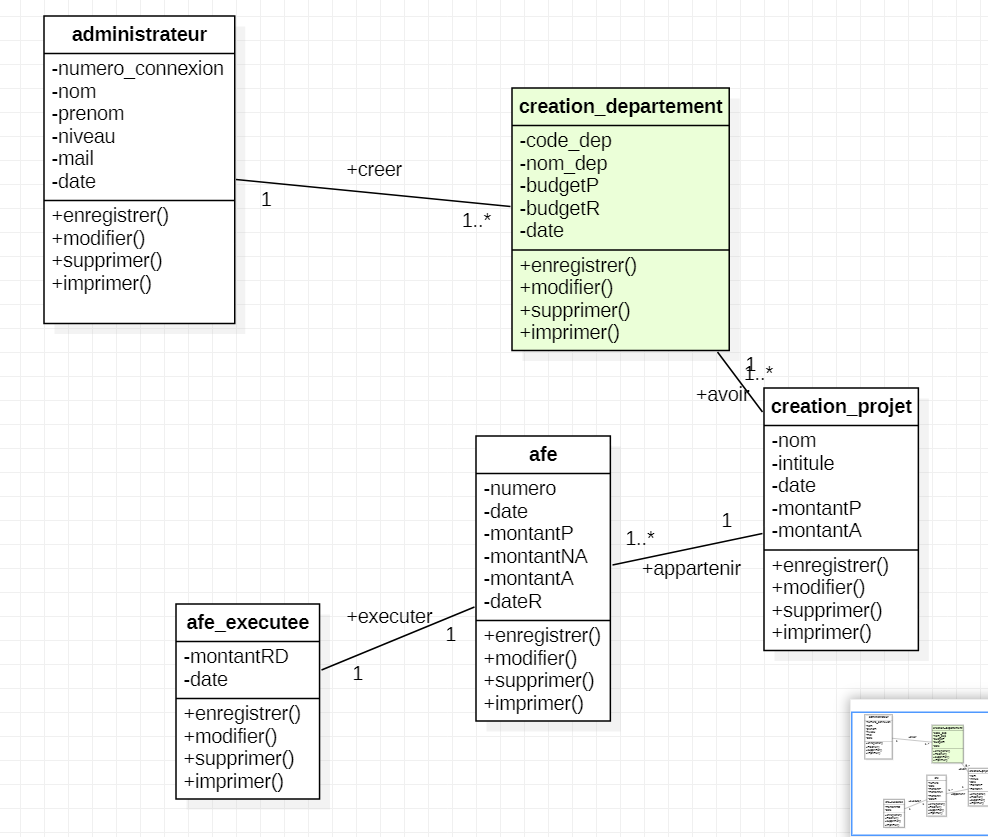 administrateur
-numero_connexion
-nom
-prenom
-niveau
-mail
-date
+enregistrer()
+modifier()
+supprimer()
+imprimer()
+creer
1
1..*
creation_departement
-code_dep
-nom_dep
-budgetP
-budgetR
-date
+enregistrer()
+modifier()
+supprimer()
+imprimer()
1
1..*
+avoir
creation_projet
-nom
-intitule
-date
-montantP
-montantA
+enregistrer()
+modifier()
+supprimer()
+imprimer()
1
1..*
+appartenir
afe
-numero
-date
-montantP
-montantNA
-montantA
-dateR
+enregistrer()
+modifier()
+supprimer()
+imprimer()
+executer
1
1
afe_executee
-montantRD
-date
+enregistrer()
+modifier()
+supprimer()
+imprimer()